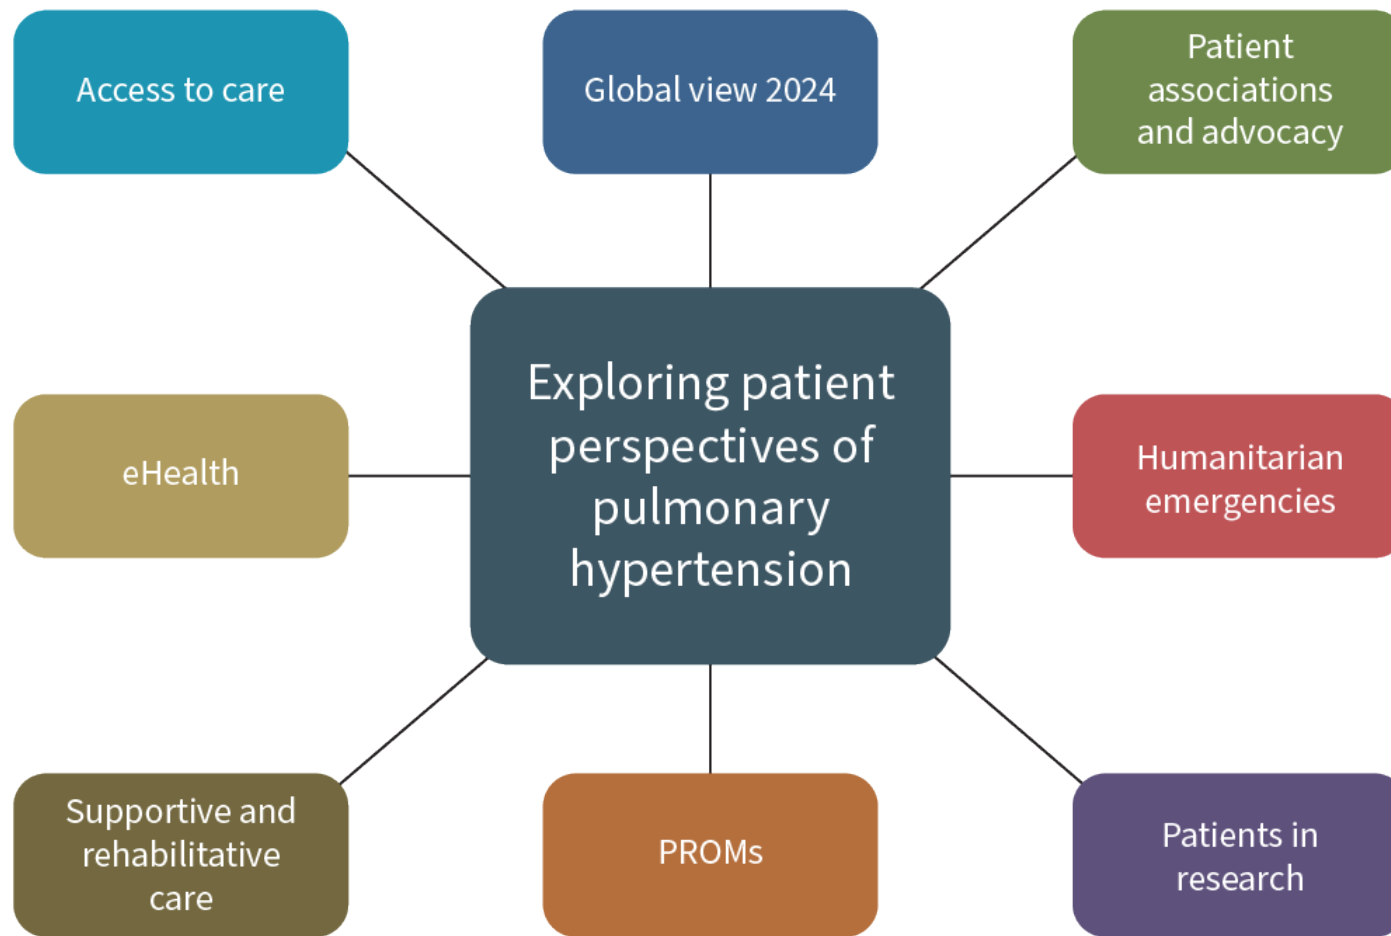 Access to care
Global view 2024
Patient
associations
and advocacy
Exploring patient
perspectives of
pulmonary
hypertension
eHealth
Humanitarian
emergencies
Supportive and
rehabilitative
care
PROMs
Patients in
research